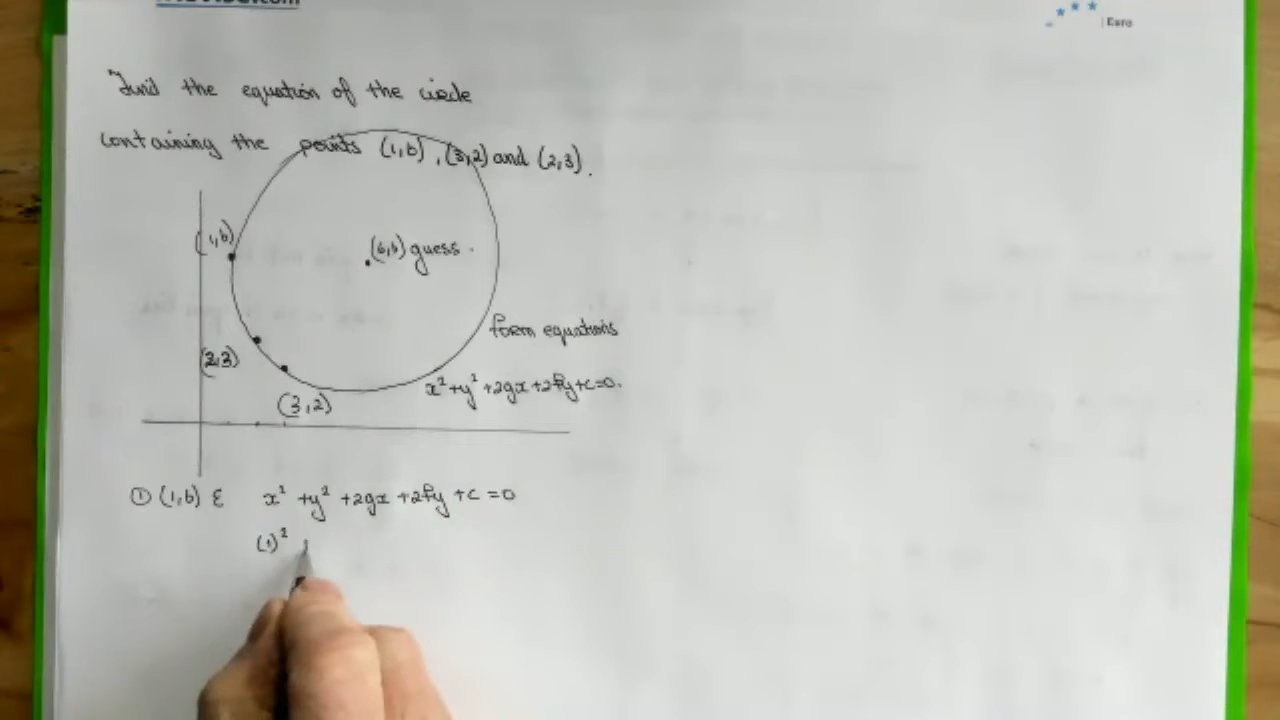 Find the equation of the circle
containing the points (1,6), (3,2) and (2,3).
(1,6)
(6,6) guess.
form equations
(2,3)
x² + y² + 2gx + 2fy + c = 0.
(3,2)
① (1,6) ε x² + y² + 2gx + 2fy + c = 0
(1)²
| Euro